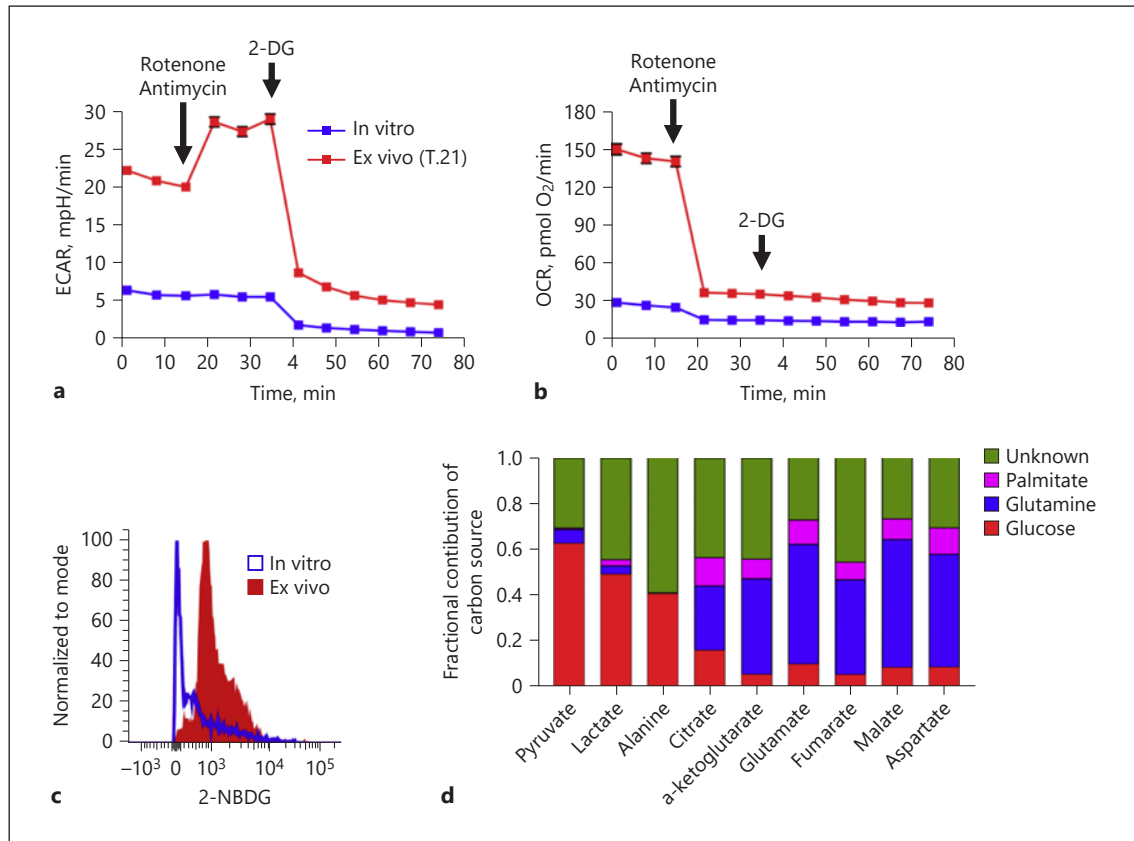 Rotenone
Antimycin
2-DG
30
25
20
15
10
5
0
ECAR, mpH/min
In vitro
Ex vivo (T.21)
0 10 20 30 4 50 60 70 80
Time, min
a
Rotenone
Antimycin
2-DG
180
150
120
90
60
30
0
OCR, pmol O₂/min
0 10 20 30 40 50 60 70 80
Time, min
b
100
80
60
40
20
0
Normalized to mode
In vitro
Ex vivo
−10³ 0 10³ 10⁴ 10⁵
2-NBDG
c
1.0
0.8
0.6
0.4
0.2
0
Fractional contibution of
carbon source
Unknown
Palmitate
Glutamine
Glucose
Pyruvate
Lactate
Alanine
Citrate
a-ketoglutarate
Glutamate
Fumarate
Malate
Aspartate
d